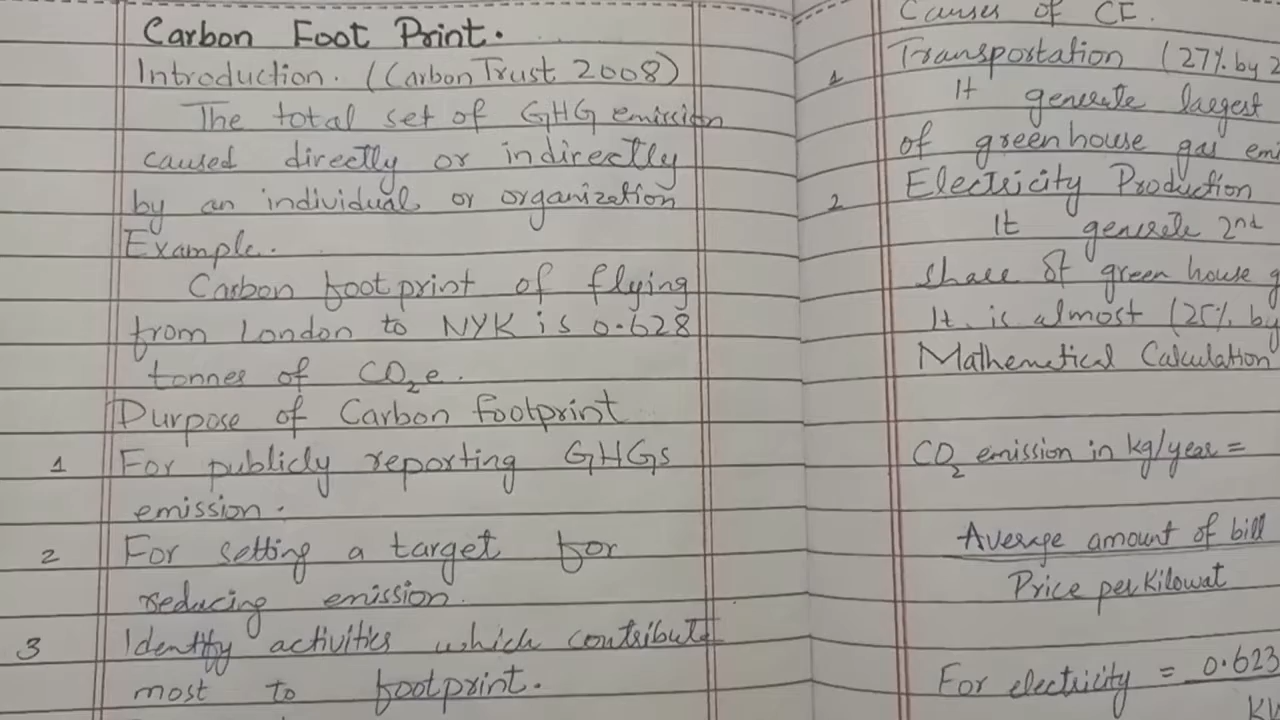 Carbon Foot Print.
Introduction. (Carbon Trust 2008)
The total set of GHG emission
caused directly or indirectly
by an individual or organization
Example.
Carbon footprint of flying
from London to NYK is 0.628
tonnes of CO₂e.
Purpose of Carbon footprint
1 For publicly reporting GHGs
emission.
2 For setting a target for
reducing emission.
3 Identify activities which contribute
most to footprint.
Causes of CF.
1 Transportation (27% by 2
It generate largest
of greenhouse gas emi
2 Electricity Production
It generate 2nd
share of green house g
It is almost (25% by
Mathemetical Calculation
CO₂ emission in kg/year =
Average amount of bill
Price per Kilowat
For electricity = 0.623